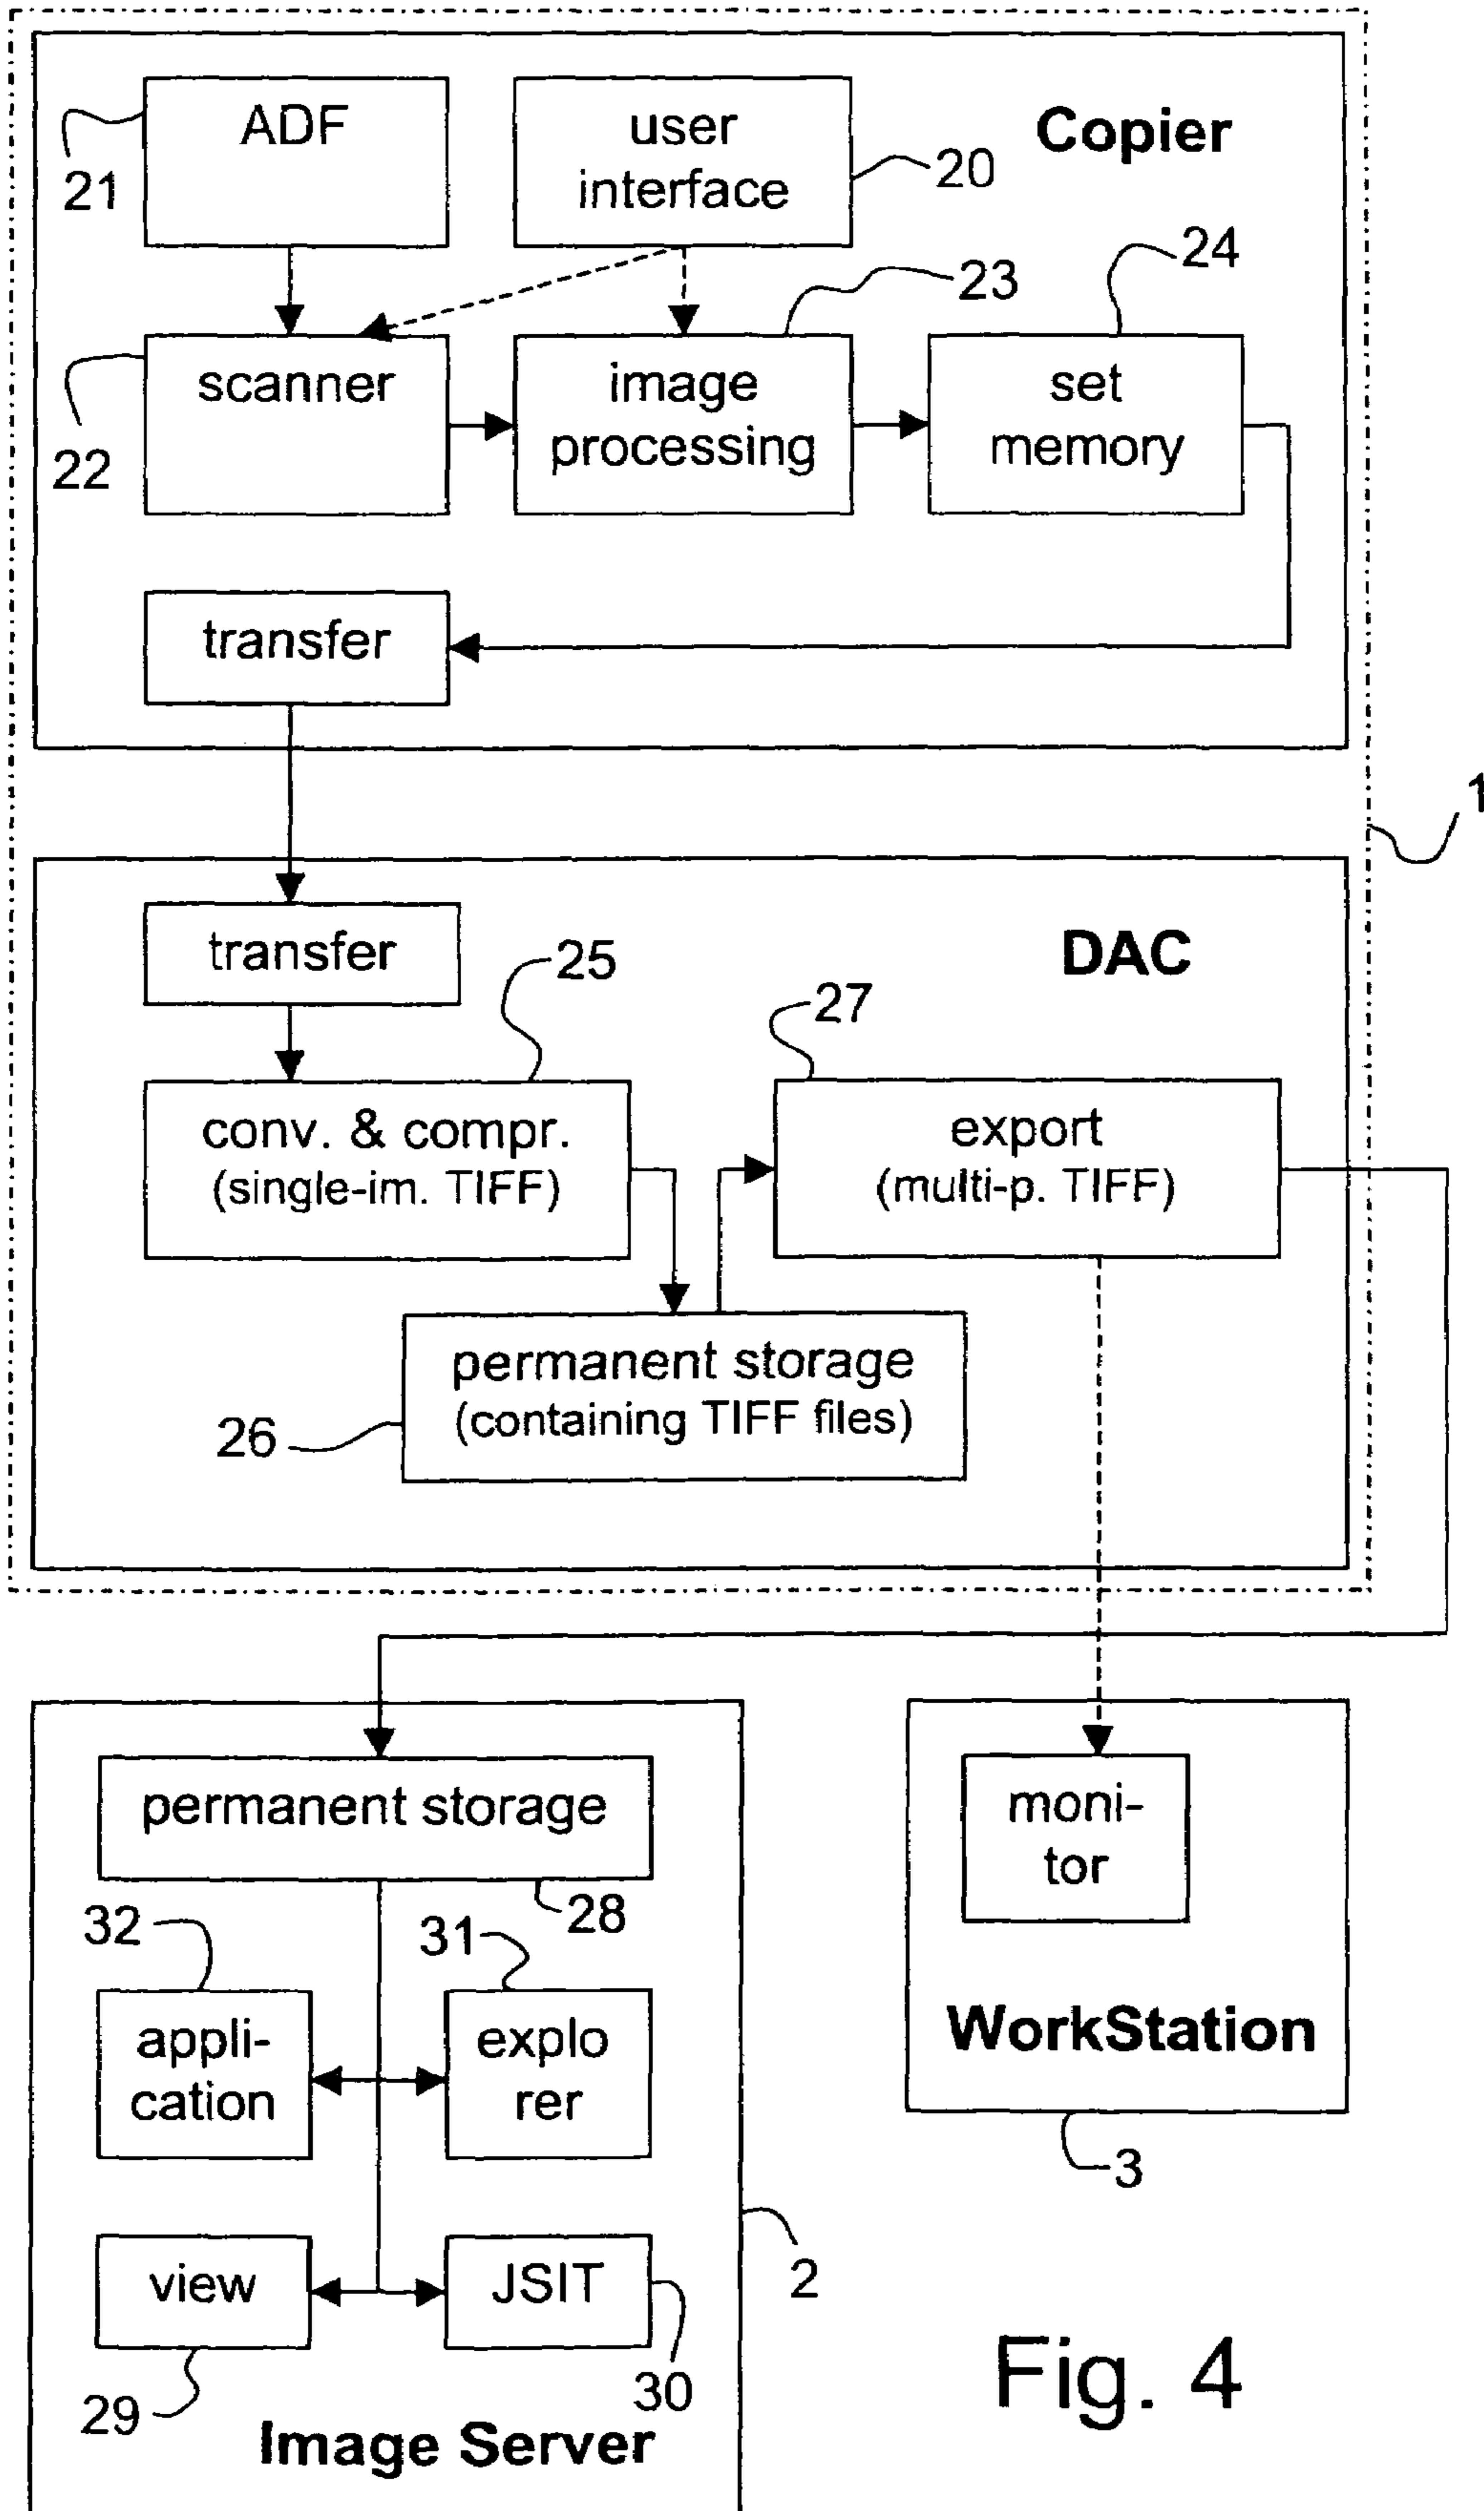 ADF
user
interface
Copier
21
20
24
23
scanner
image
processing
set
memory
22
transfer
1
transfer
25
DAC
27
conv. & compr.
(single-im. TIFF)
export
(multi-p. TIFF)
permanent storage
(containing TIFF files)
26
permanent storage
moni-
tor
28
32
31
appli-
cation
explo
rer
WorkStation
3
view
JSIT
2
30
29
Image Server
Fig. 4